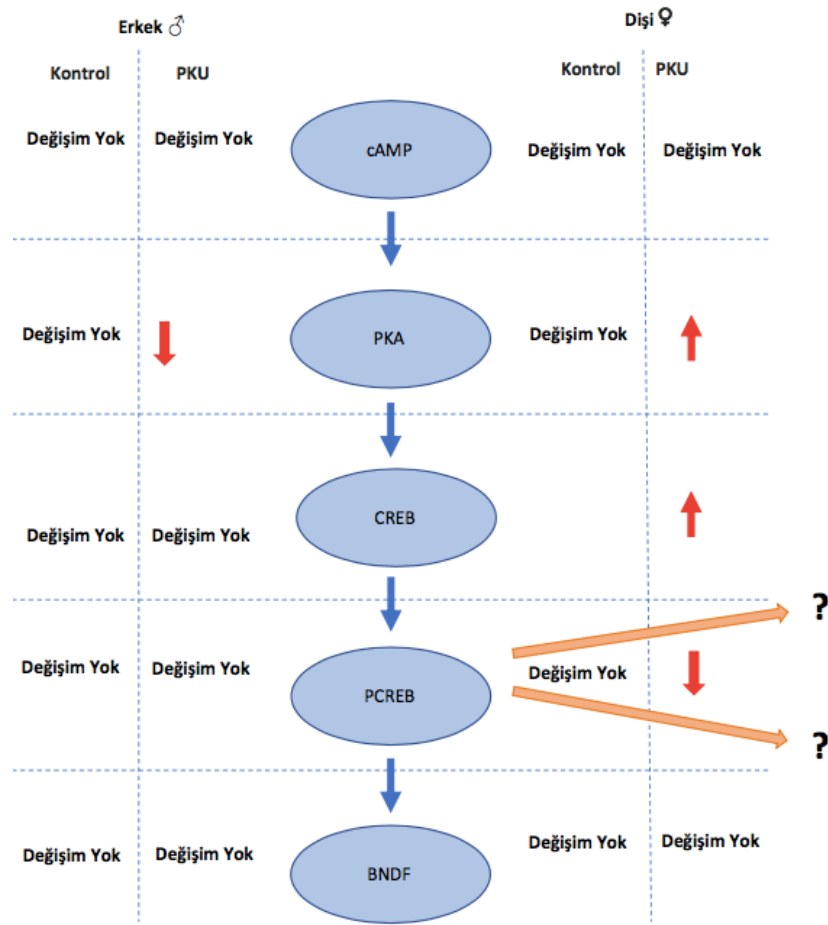 Erkek ♂
Dişi ♀
Kontrol PKU
Kontrol PKU
Değişim Yok Değişim Yok cAMP Değişim Yok Değişim Yok
Değişim Yok PKA Değişim Yok
CREB
Değişim Yok Değişim Yok
?
Değişim Yok Değişim Yok PCREB Değişim Yok
?
Değişim Yok Değişim Yok BNDF Değişim Yok Değişim Yok